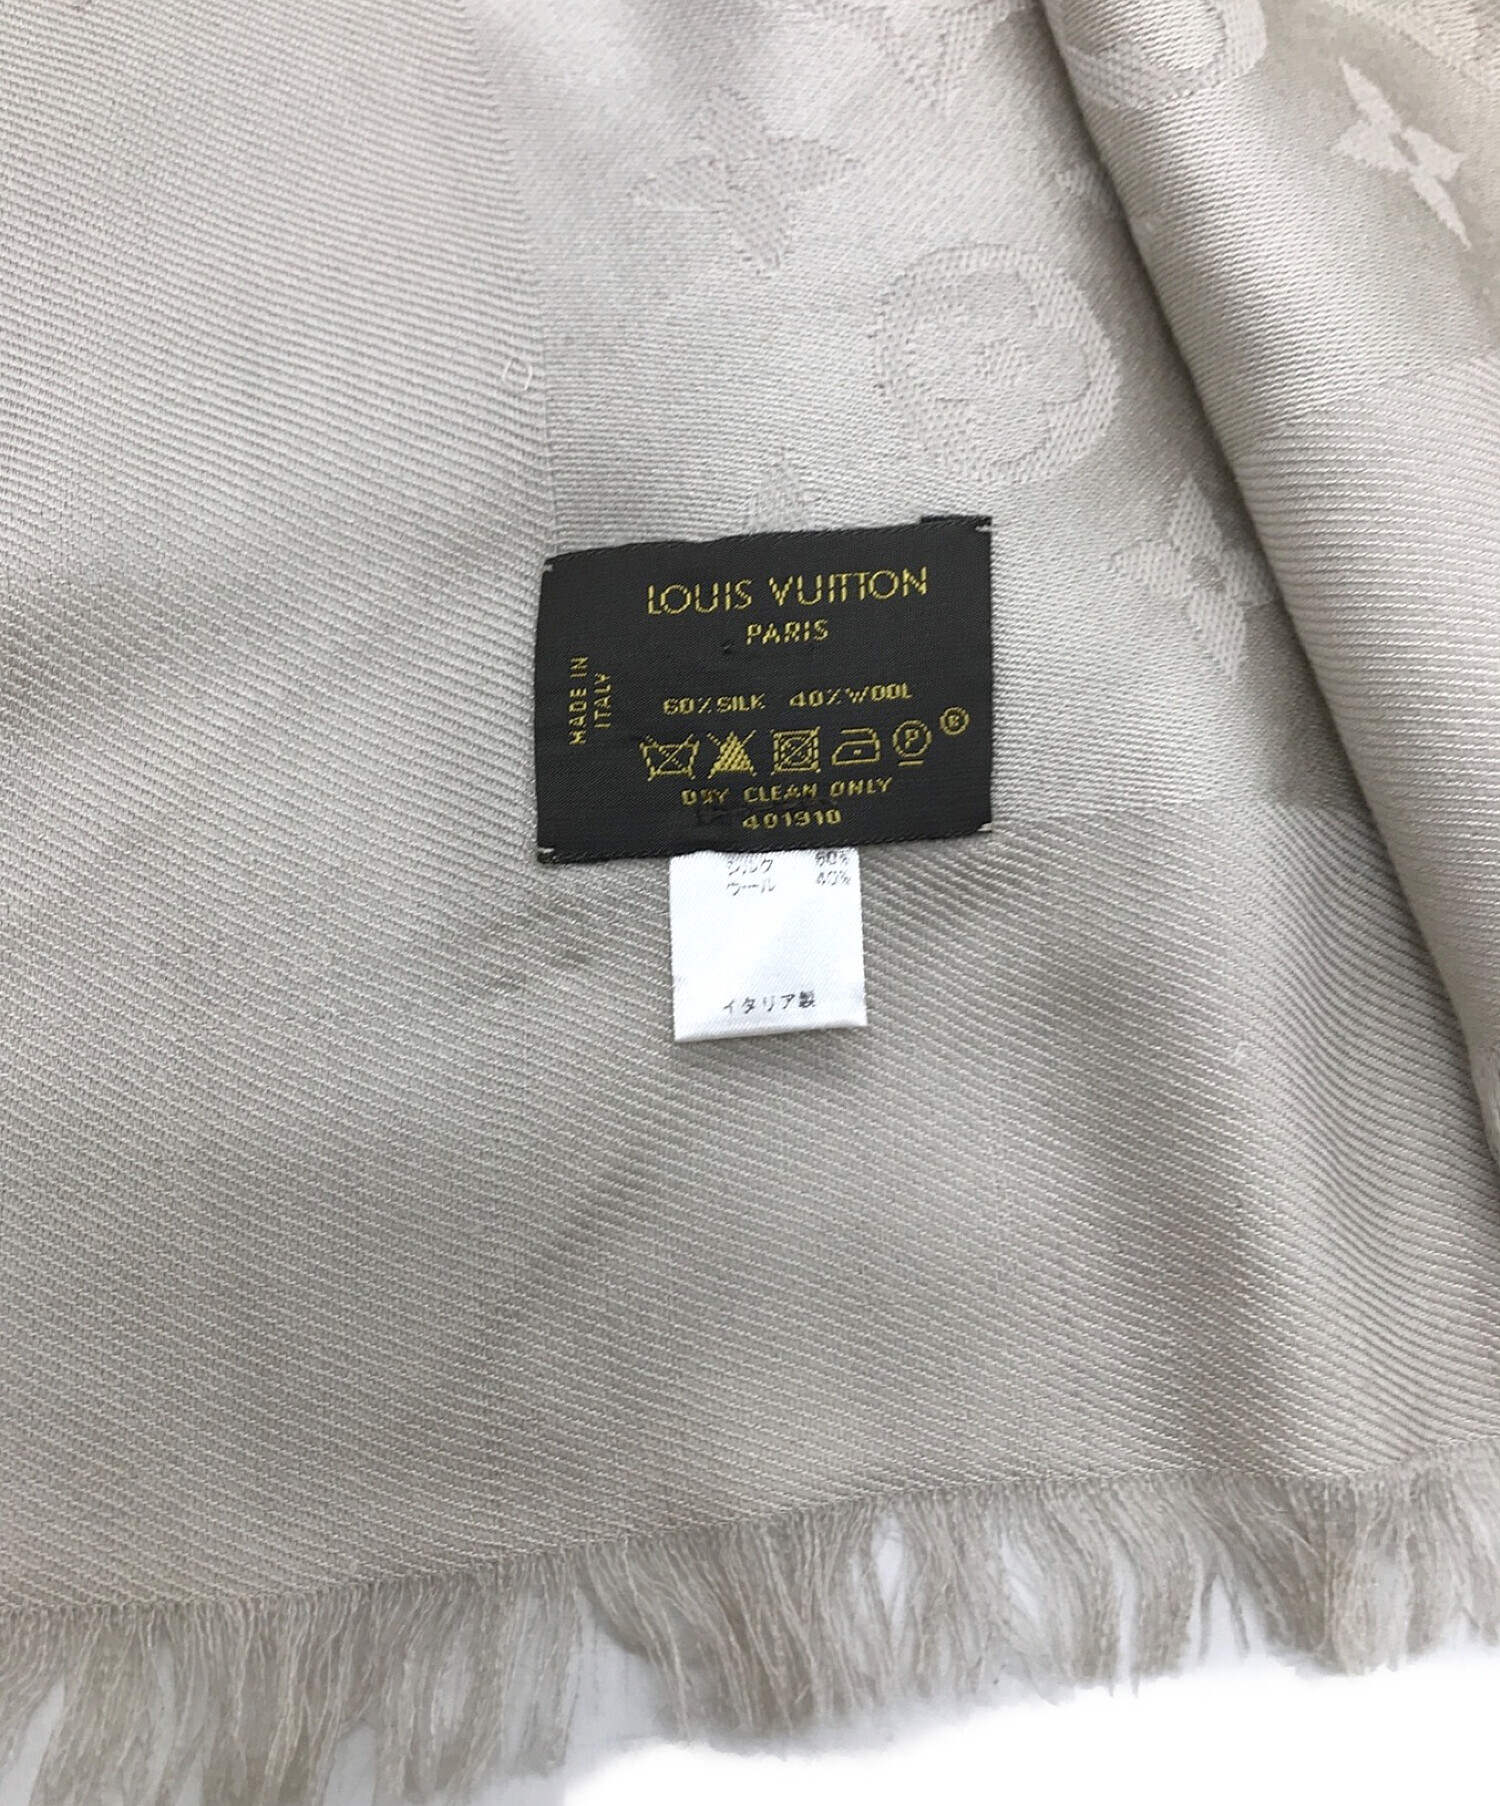 LOUIS VUITTON
PARIS
MADE IN
ITALY
60%SILK 40%WOOL
P
®
DRY CLEAN ONLY
401910
シルク 60%
ウール 40%
イタリア製